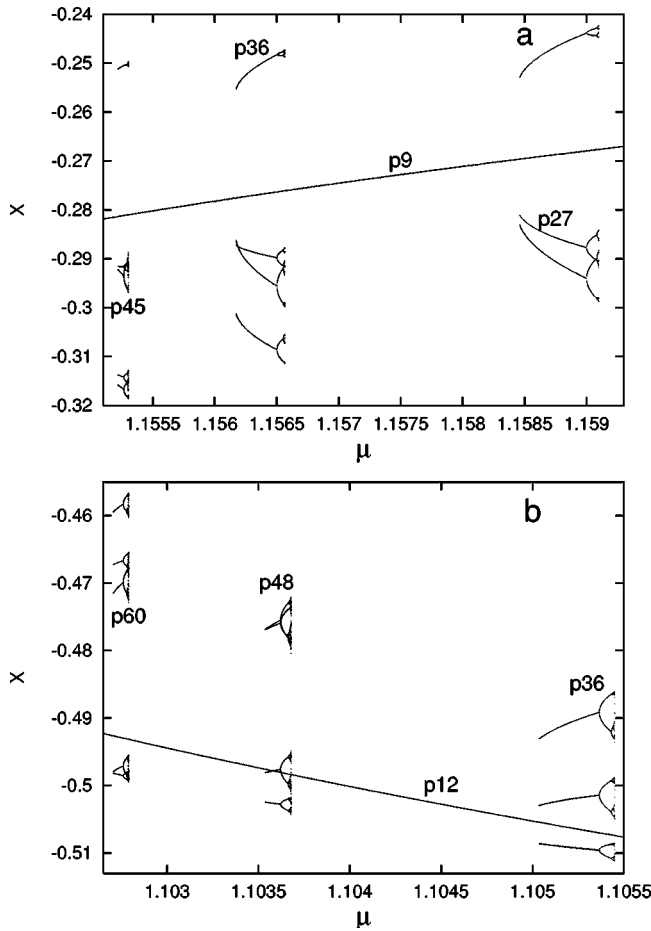 -0.24
-0.25
-0.26
-0.27
-0.28
-0.29
-0.3
-0.31
-0.32
X
a
p36
p9
p27
p45
1.1555 1.156 1.1565 1.157 1.1575 1.158 1.1585 1.159
μ
-0.46
-0.47
-0.48
-0.49
-0.5
-0.51
X
b
p60
p48
p36
p12
1.103 1.1035 1.104 1.1045 1.105 1.1055
μ